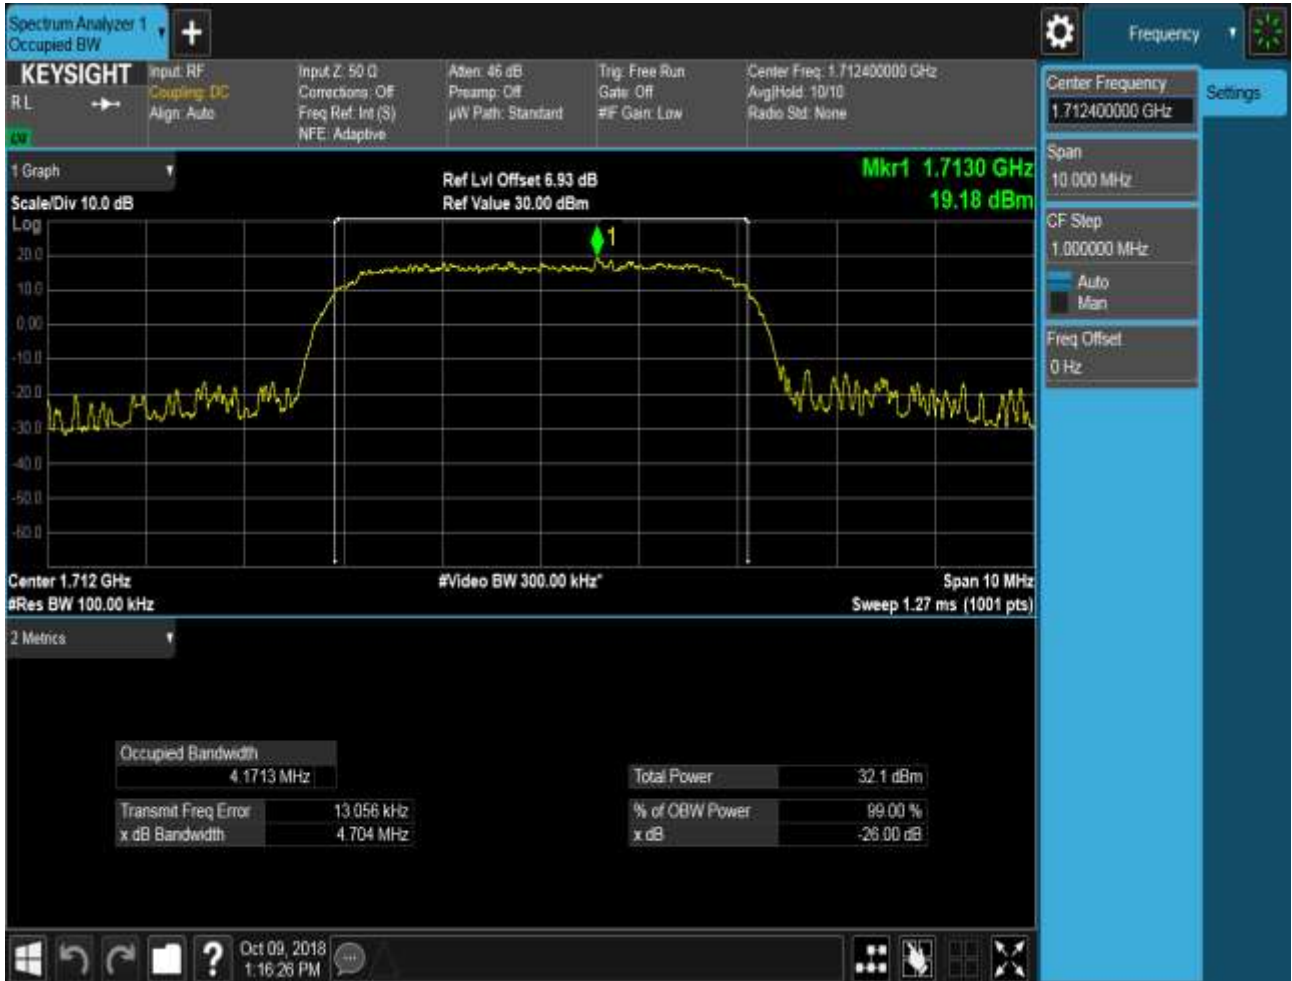 Spectrum Analyzer 1
Occupied BW
Frequency
KEYSIGHT
RL
Input: RF
Coupling: DC
Align: Auto
Input Z: 50 Ω
Corrections: Off
Freq Ref: Int (S)
NFE: Adaptive
Atten: 46 dB
Preamp: Off
µW Path: Standard
Trig: Free Run
Gate: Off
#IF Gain: Low
Center Freq: 1.712400000 GHz
Avg|Hold: 10/10
Radio Std: None
Center Frequency
1.712400000 GHz
Settings
Span
10.000 MHz
CF Step
1.000000 MHz
Auto
Man
Freq Offset
0 Hz
1 Graph
Scale/Div 10.0 dB
Ref Lvl Offset 6.93 dB
Ref Value 30.00 dBm
Mkr1 1.7130 GHz
19.18 dBm
Log
1
20.0
10.0
0.00
-10.0
-20.0
-30.0
-40.0
-50.0
-60.0
Center 1.712 GHz
#Video BW 300.00 kHz*
Span 10 MHz
#Res BW 100.00 kHz
Sweep 1.27 ms (1001 pts)
2 Metrics
Occupied Bandwidth
4.1713 MHz
Total Power 32.1 dBm
Transmit Freq Error 13.056 kHz
% of OBW Power 99.00 %
x dB Bandwidth 4.704 MHz
x dB -26.00 dB
?
Oct 09, 2018
1:16:26 PM